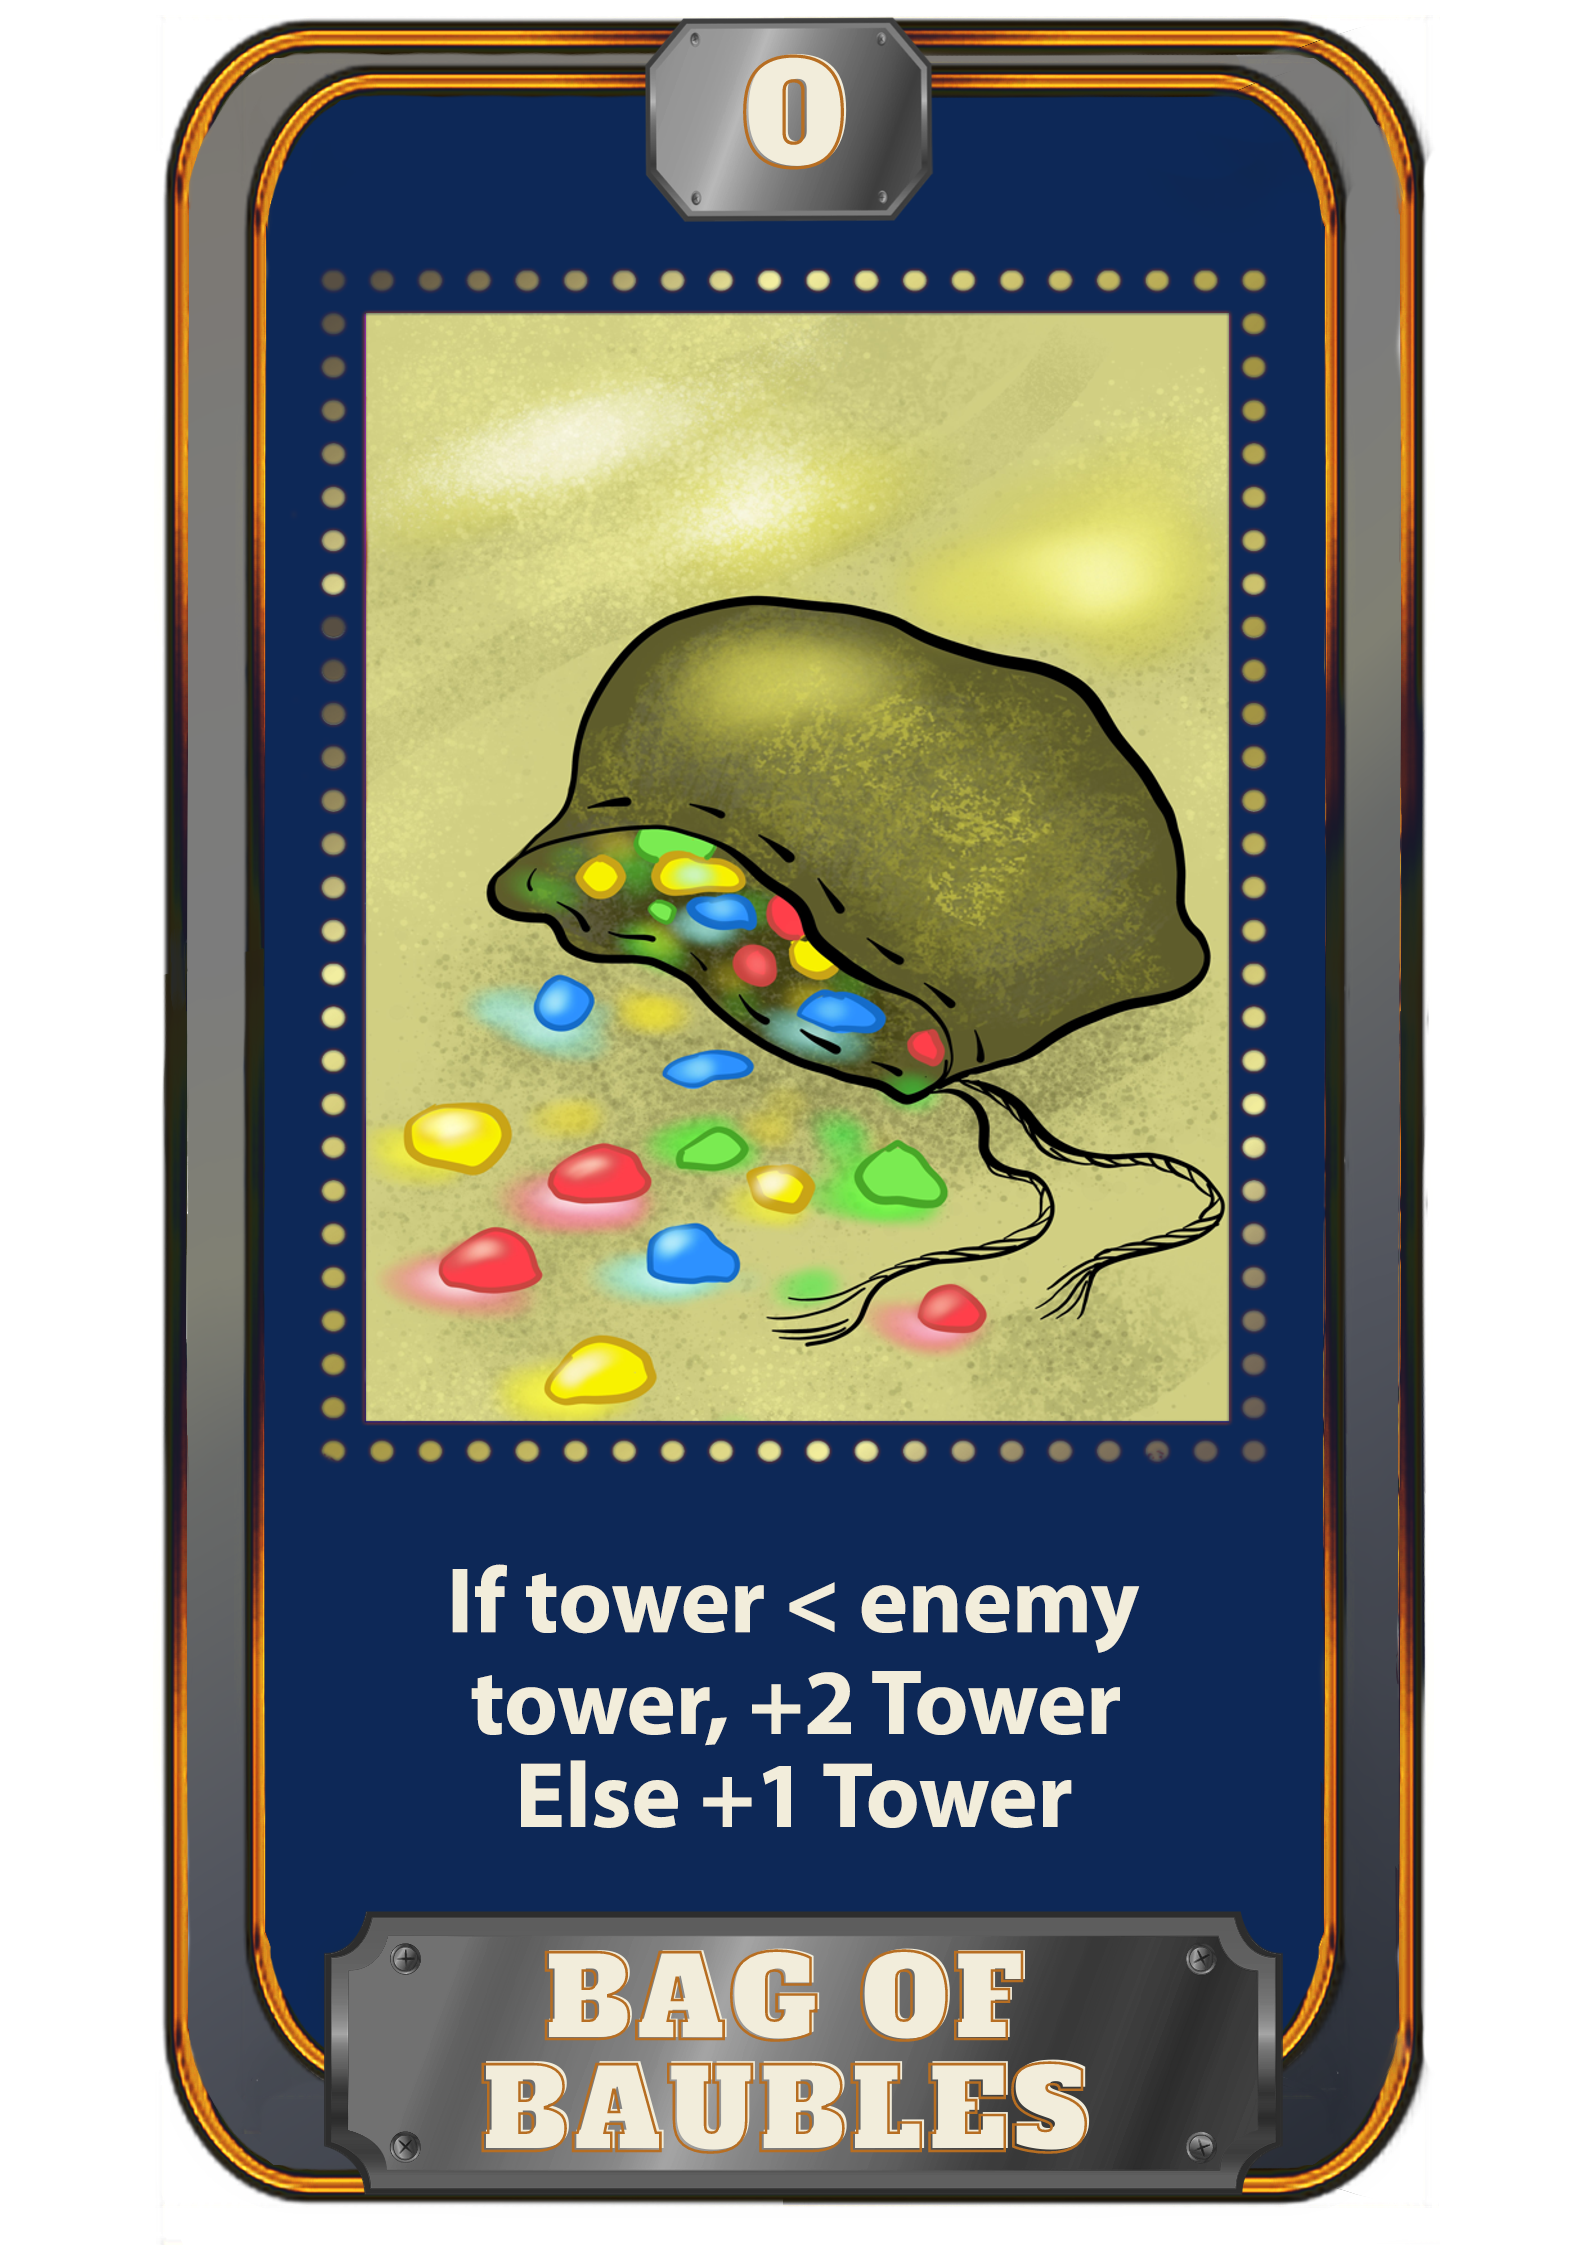 0
If tower < enemy
tower, +2 Tower
Else +1 Tower
BAG OF
BAUBLES